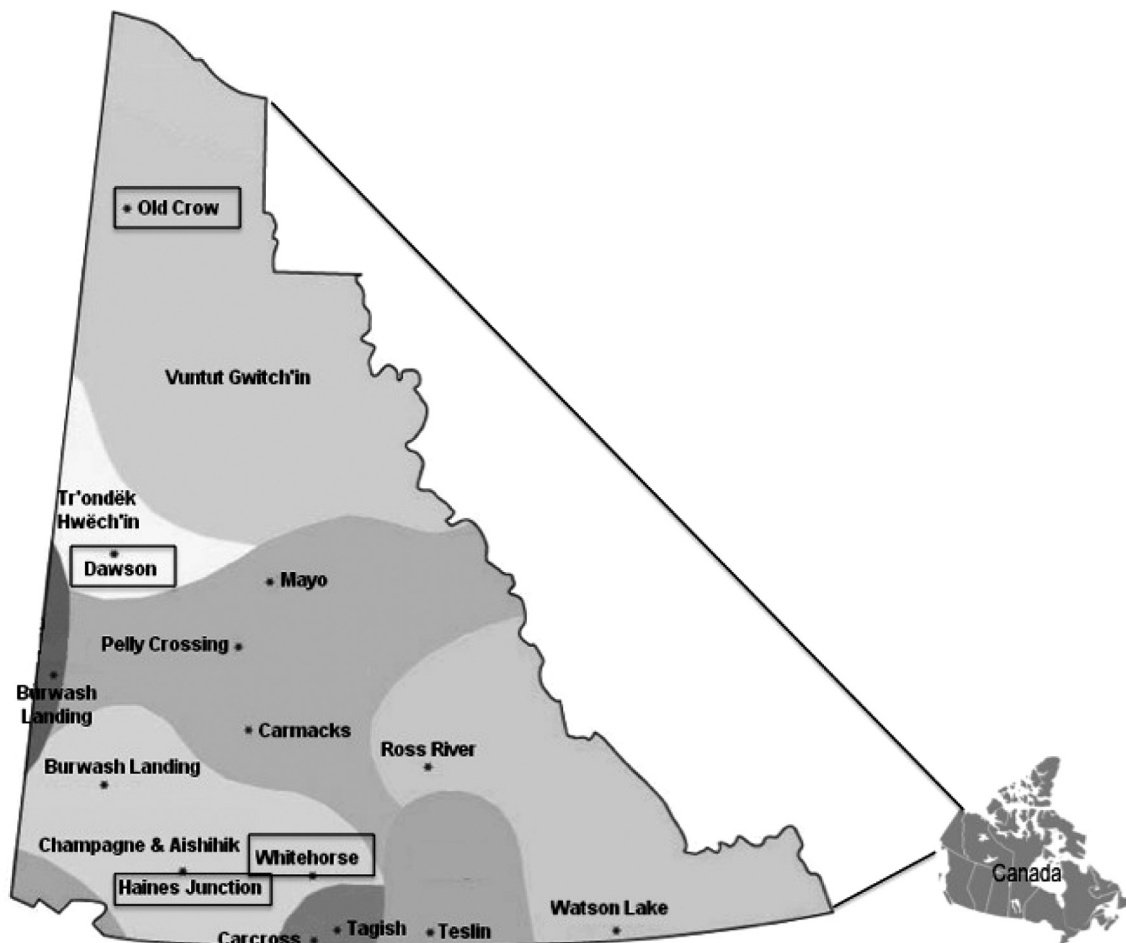 Old Crow
Vuntut Gwitch'in
Tr'ondëk
Hwëch'in
Dawson
Mayo
Pelly Crossing
Burwash
Landing
Carmacks
Ross River
Burwash Landing
Champagne & Aishihik
Whitehorse
Haines Junction
Canada
Watson Lake
Tagish
Teslin
Carcross